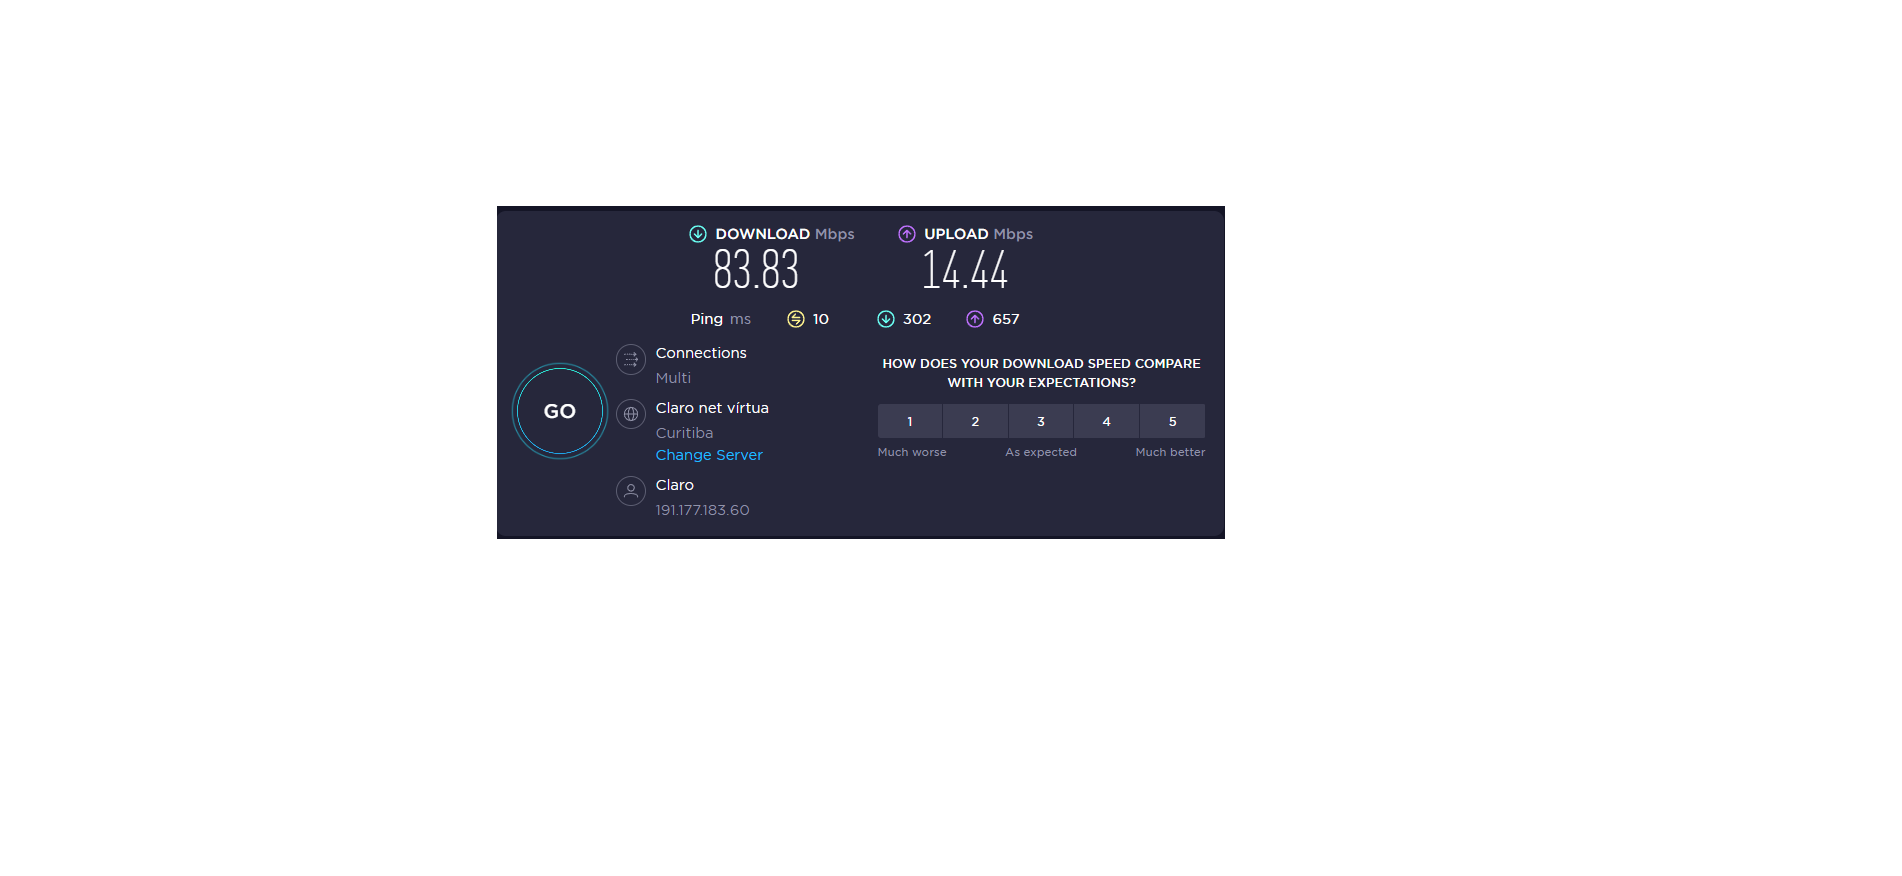 DOWNLOAD Mbps
83.83
UPLOAD Mbps
14.44
Ping ms 10 302 657
GO
Connections
Multi
Claro net vírtua
Curitiba
Change Server
Claro
191.177.183.60
HOW DOES YOUR DOWNLOAD SPEED COMPARE
WITH YOUR EXPECTATIONS?
1 2 3 4 5
Much worse As expected Much better